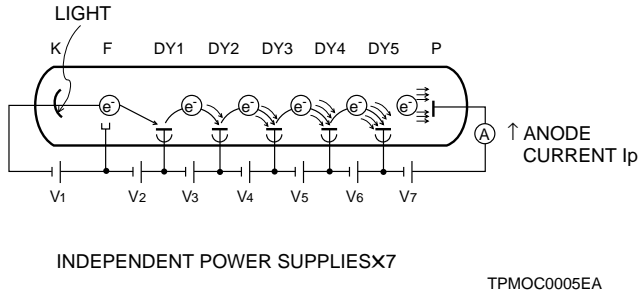 LIGHT
K F DY1 DY2 DY3 DY4 DY5 P
e- e- e- e- e- e-
A
↑ ANODE
CURRENT Ip
V1 V2 V3 V4 V5 V6 V7
INDEPENDENT POWER SUPPLIES×7
TPMOC0005EA